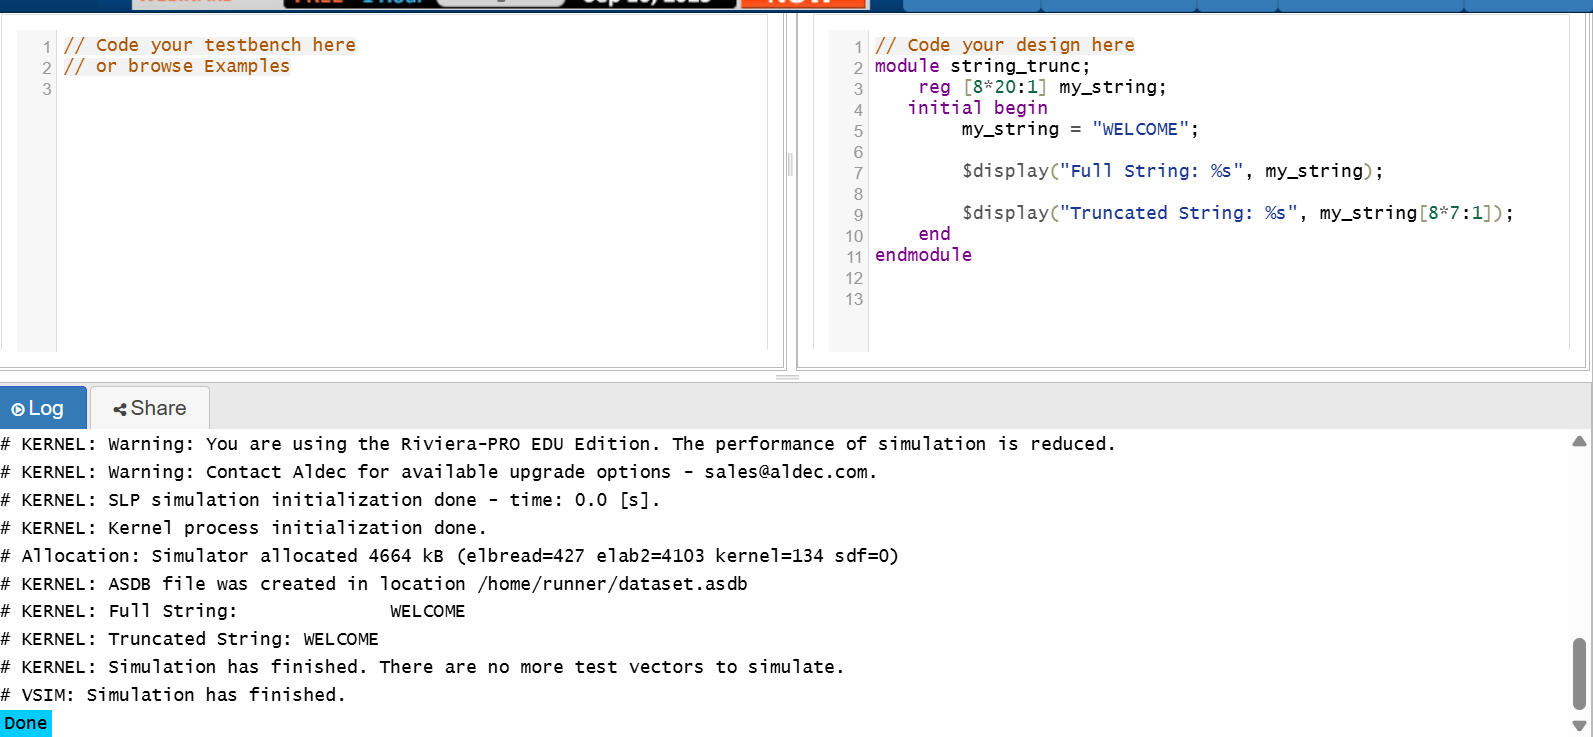 // Code your testbench here
// or browse Examples
1
2
3
// Code your design here
module string_trunc;
    reg [8*20:1] my_string;
   initial begin
        my_string = "WELCOME";

        $display("Full String: %s", my_string);

        $display("Truncated String: %s", my_string[8*7:1]);
    end
endmodule
1
2
3
4
5
6
7
8
9
10
11
12
13
Log
Share
# KERNEL: Warning: You are using the Riviera-PRO EDU Edition. The performance of simulation is reduced.
# KERNEL: Warning: Contact Aldec for available upgrade options - sales@aldec.com.
# KERNEL: SLP simulation initialization done - time: 0.0 [s].
# KERNEL: Kernel process initialization done.
# Allocation: Simulator allocated 4664 kB (elbread=427 elab2=4103 kernel=134 sdf=0)
# KERNEL: ASDB file was created in location /home/runner/dataset.asdb
# KERNEL: Full String:              WELCOME
# KERNEL: Truncated String: WELCOME
# KERNEL: Simulation has finished. There are no more test vectors to simulate.
# VSIM: Simulation has finished.
Done